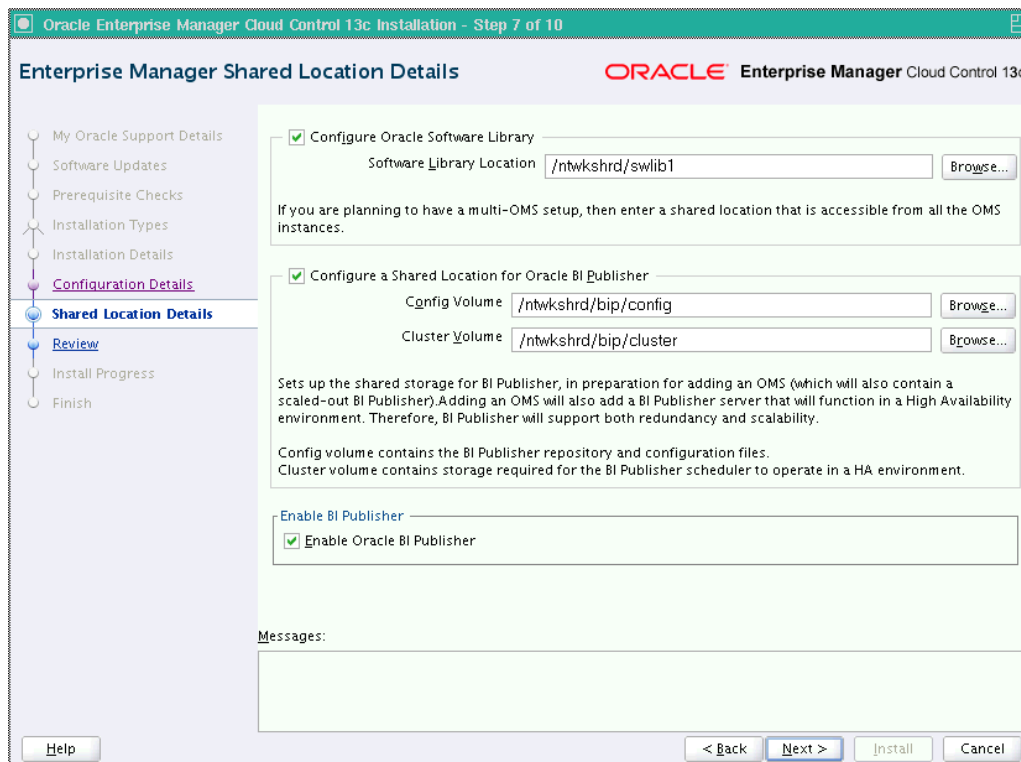 Oracle Enterprise Manager Cloud Control 13c Installation - Step 7 of 10
Enterprise Manager Shared Location Details
ORACLE Enterprise Manager Cloud Control 13c
My Oracle Support Details
Software Updates
Prerequisite Checks
Installation Types
Installation Details
Configuration Details
Shared Location Details
Review
Install Progress
Finish
Configure Oracle Software Library
Software Library Location /ntwkshrd/swlib1 Browse...
If you are planning to have a multi-OMS setup, then enter a shared location that is accessible from all the OMS
instances.
Configure a Shared Location for Oracle BI Publisher
Config Volume /ntwkshrd/bip/config Browse...
Cluster Volume /ntwkshrd/bip/cluster Browse...
Sets up the shared storage for BI Publisher, in preparation for adding an OMS (which will also contain a
scaled-out BI Publisher).Adding an OMS will also add a BI Publisher server that will function in a High Availability
environment. Therefore, BI Publisher will support both redundancy and scalability.
Config volume contains the BI Publisher repository and configuration files.
Cluster volume contains storage required for the BI Publisher scheduler to operate in a HA environment.
Enable BI Publisher
Enable Oracle BI Publisher
Messages:
Help
< Back Next > Install Cancel